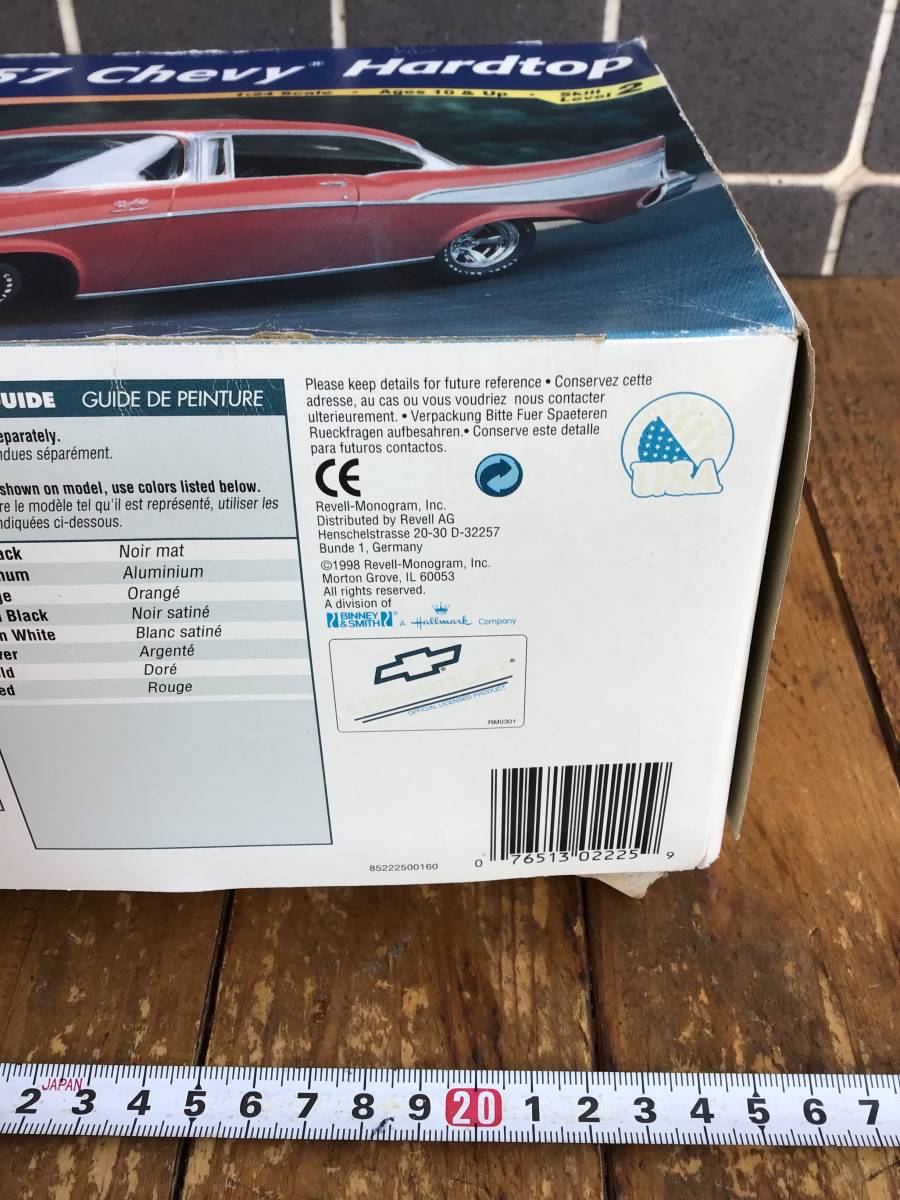 57 Chevy® Hardtop
1:24 Scale • Ages 10 & Up • Skill Level 2
UIDE GUIDE DE PEINTURE
eparately.
ndues séparément.
shown on model, use colors listed below.
re le modèle tel qu'il est représenté, utiliser les
ndiquées ci-dessous.
ack Noir mat
num Aluminium
e Orangé
Black Noir satiné
n White Blanc satiné
ver Argenté
ld Doré
ed Rouge
Please keep details for future reference • Conservez cette
adresse, au cas ou vous voudriez nous contacter
ulterieurement. • Verpackung Bitte Fuer Spaeteren
Rueckfragen aufbesahren.• Conserve este detalle
para futuros contactos.
CE
USA
Revell-Monogram, Inc.
Distributed by Revell AG
Henschelstrasse 20-30 D-32257
Bunde 1, Germany
©1998 Revell-Monogram, Inc.
Morton Grove, IL 60053
All rights reserved.
A division of
BINNEY & SMITH® A Hallmark Company
CHEVROLET®
OFFICIAL LICENSED PRODUCT
RM0301
85222500160
0 76513 02225 9
JAPAN
2 3 4 5 6 7 8 9 20 1 2 3 4 5 6 7